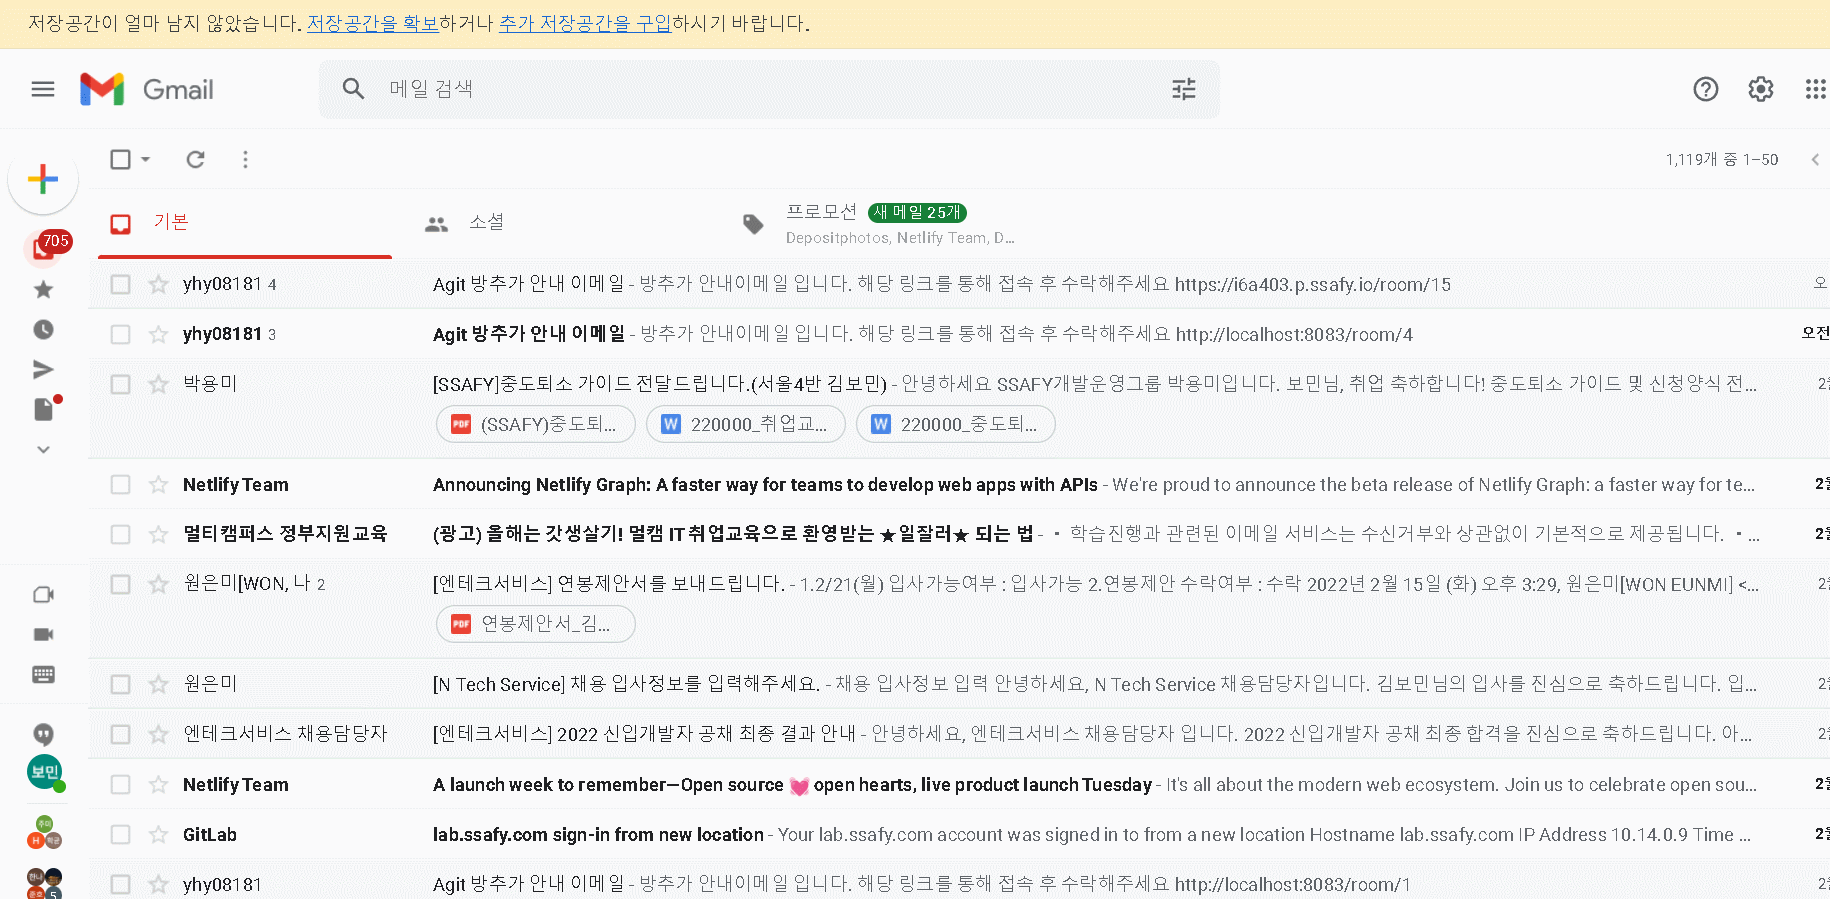 저장공간이 얼마 남지 않았습니다. 저장공간을 확보하거나 추가 저장공간을 구입하시기 바랍니다.
Gmail
메일 검색
1,119개 중 1–50
705
기본
소셜
프로모션 새 메일 25개
Depositphotos, Netlify Team, D...
yhy08181 4 Agit 방추가 안내 이메일 - 방추가 안내이메일 입니다. 해당 링크를 통해 접속 후 수락해주세요 https://i6a403.p.ssafy.io/room/15 오
yhy08181 3 Agit 방추가 안내 이메일 - 방추가 안내이메일 입니다. 해당 링크를 통해 접속 후 수락해주세요 http://localhost:8083/room/4 오전
박용미 [SSAFY]중도퇴소 가이드 전달드립니다.(서울4반 김보민) - 안녕하세요 SSAFY개발운영그룹 박용미입니다. 보민님, 취업 축하합니다! 중도퇴소 가이드 및 신청양식 전... 2월
PDF (SSAFY)중도퇴... W 220000_취업교... W 220000_중도퇴...
Netlify Team Announcing Netlify Graph: A faster way for teams to develop web apps with APIs - We're proud to announce the beta release of Netlify Graph: a faster way for te... 2월
멀티캠퍼스 정부지원교육 (광고) 올해는 갓생살기! 멀캠 IT 취업교육으로 환영받는 ★일잘러★ 되는 법 - • 학습진행과 관련된 이메일 서비스는 수신거부와 상관없이 기본적으로 제공됩니다. •... 2월
원은미[WON, 나 2 [엔테크서비스] 연봉제안서를 보내드립니다. - 1.2/21(월) 입사가능여부 : 입사가능 2.연봉제안 수락여부 : 수락 2022년 2월 15일 (화) 오후 3:29, 원은미[WON EUNMI] <... 2월
PDF 연봉제안서_김...
원은미 [N Tech Service] 채용 입사정보를 입력해주세요. - 채용 입사정보 입력 안녕하세요, N Tech Service 채용담당자입니다. 김보민님의 입사를 진심으로 축하드립니다. 입... 2월
엔테크서비스 채용담당자 [엔테크서비스] 2022 신입개발자 공채 최종 결과 안내 - 안녕하세요, 엔테크서비스 채용담당자 입니다. 2022 신입개발자 공채 최종 합격을 진심으로 축하드립니다. 아... 2월
보민
Netlify Team A launch week to remember—Open source 💓 open hearts, live product launch Tuesday - It's all about the modern web ecosystem. Join us to celebrate open sou... 2월
GitLab lab.ssafy.com sign-in from new location - Your lab.ssafy.com account was signed in to from a new location Hostname lab.ssafy.com IP Address 10.14.0.9 Time ... 2월
H
yhy08181 Agit 방추가 안내 이메일 - 방추가 안내이메일 입니다. 해당 링크를 통해 접속 후 수락해주세요 http://localhost:8083/room/1 2월
5